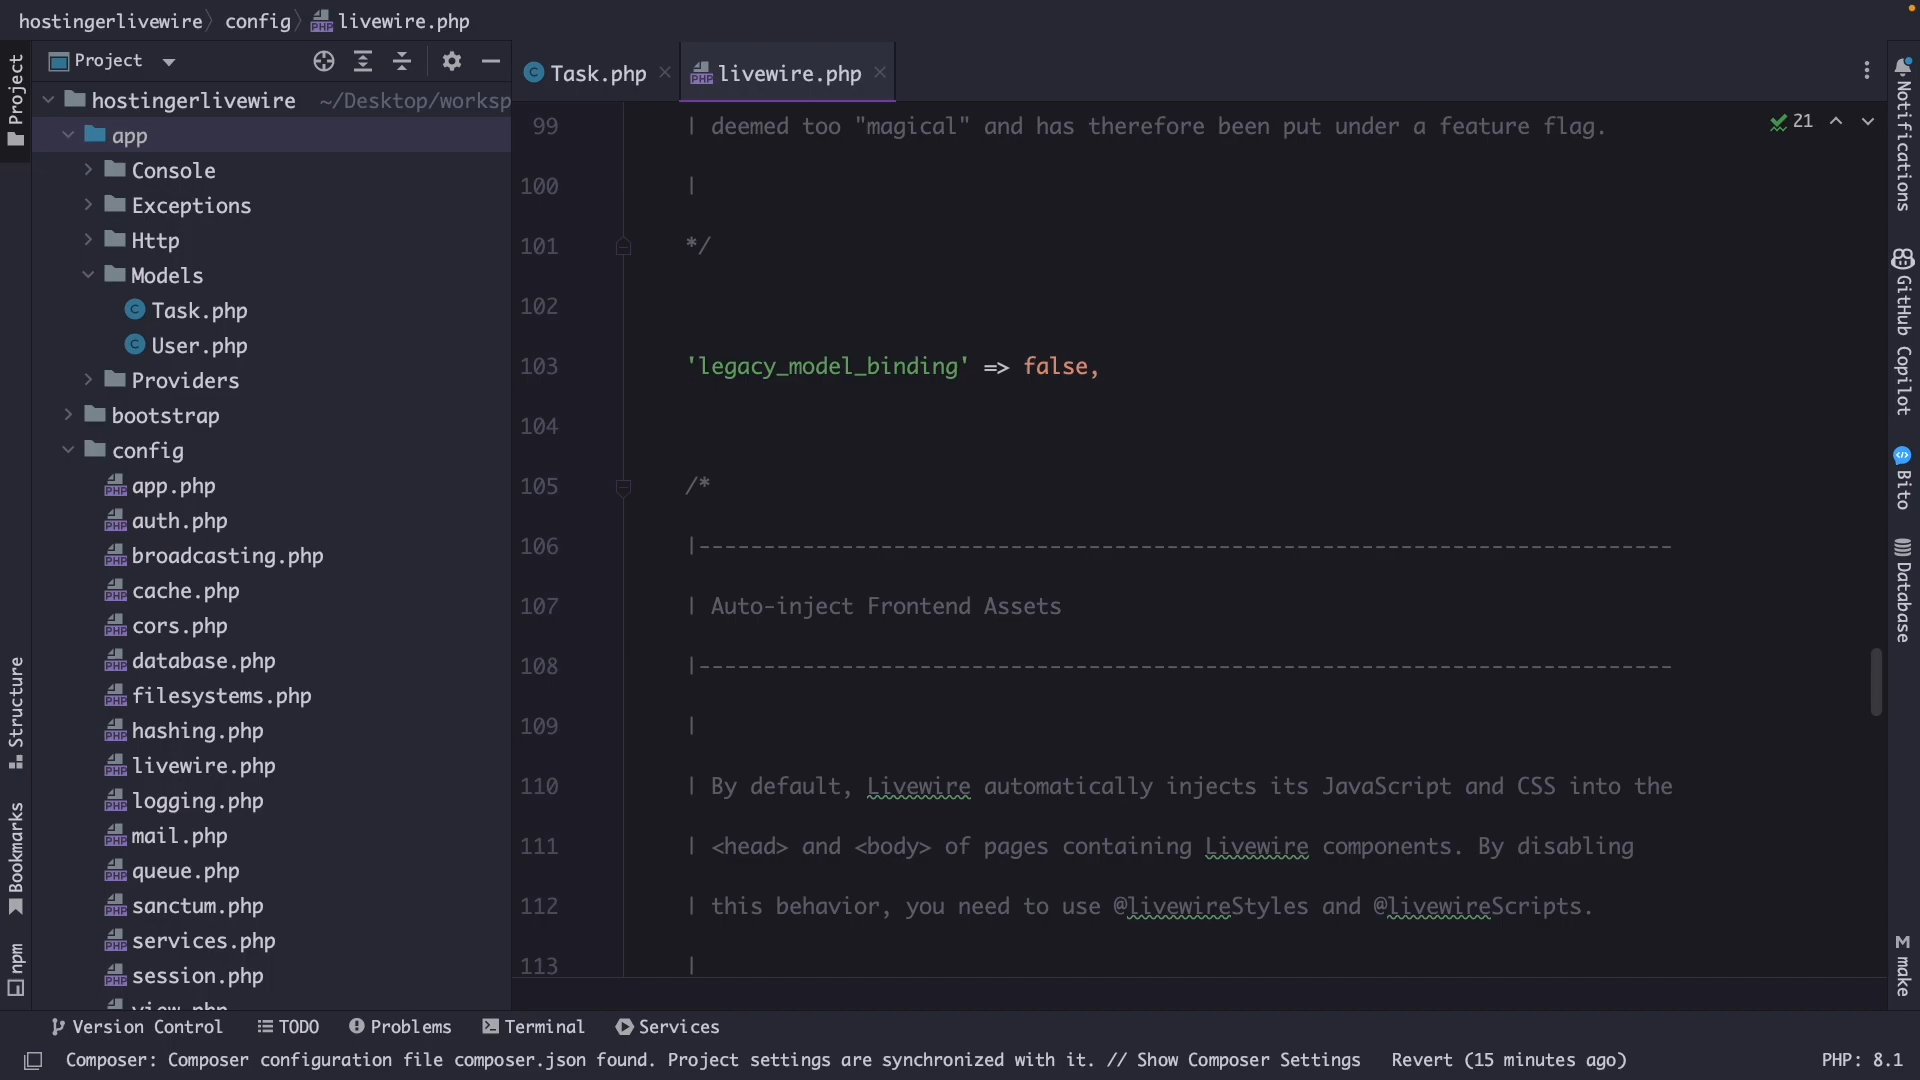 hostingerlivewire
config
livewire.php
Project
Project
hostingerlivewire ~/Desktop/worksp
app
Console
Exceptions
Http
Models
Task.php
User.php
Providers
bootstrap
config
app.php
auth.php
broadcasting.php
cache.php
cors.php
database.php
filesystems.php
hashing.php
livewire.php
logging.php
mail.php
queue.php
sanctum.php
services.php
session.php
view.php
Structure
Bookmarks
npm
Task.php
livewire.php
99 | deemed too "magical" and has therefore been put under a feature flag.
100 |
101 */
102
103 'legacy_model_binding' => false,
104
105 /*
106 |---------------------------------------------------------------------------
107 | Auto-inject Frontend Assets
108 |---------------------------------------------------------------------------
109 |
110 | By default, Livewire automatically injects its JavaScript and CSS into the
111 | <head> and <body> of pages containing Livewire components. By disabling
112 | this behavior, you need to use @livewireStyles and @livewireScripts.
113 |
21
Notifications
GitHub Copilot
Bito
Database
M make
Version Control
TODO
Problems
Terminal
Services
Composer: Composer configuration file composer.json found. Project settings are synchronized with it. // Show Composer Settings Revert (15 minutes ago)
PHP: 8.1